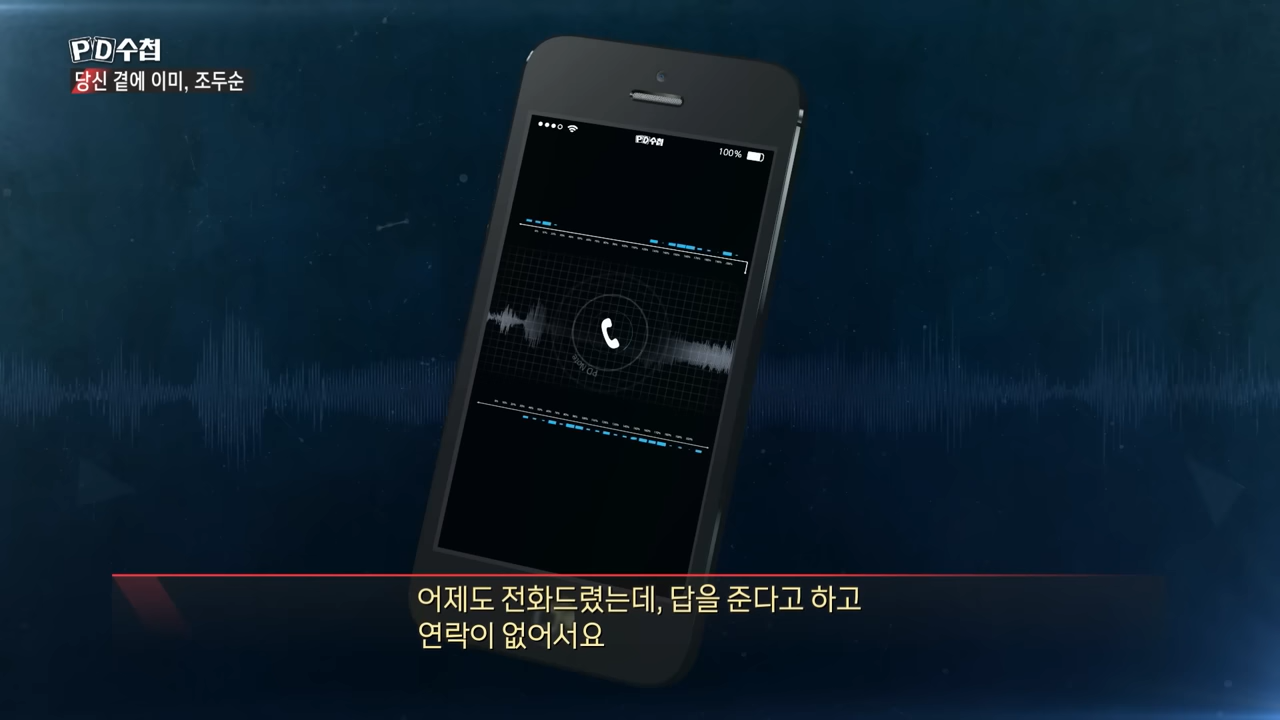 PD수첩
당신 곁에 이미, 조두순
PD수첩
100%
PD Note
어제도 전화드렸는데, 답을 준다고 하고
연락이 없어서요